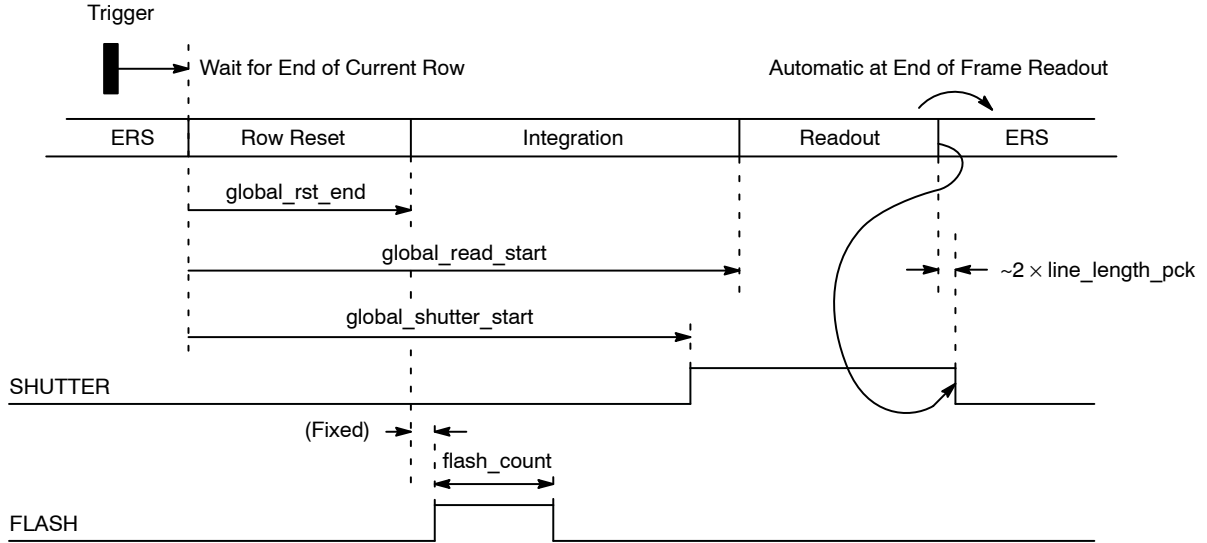 Trigger
Wait for End of Current Row
Automatic at End of Frame Readout
ERS Row Reset Integration Readout ERS
global_rst_end
global_read_start
~2 × line_length_pck
global_shutter_start
SHUTTER
(Fixed)
flash_count
FLASH